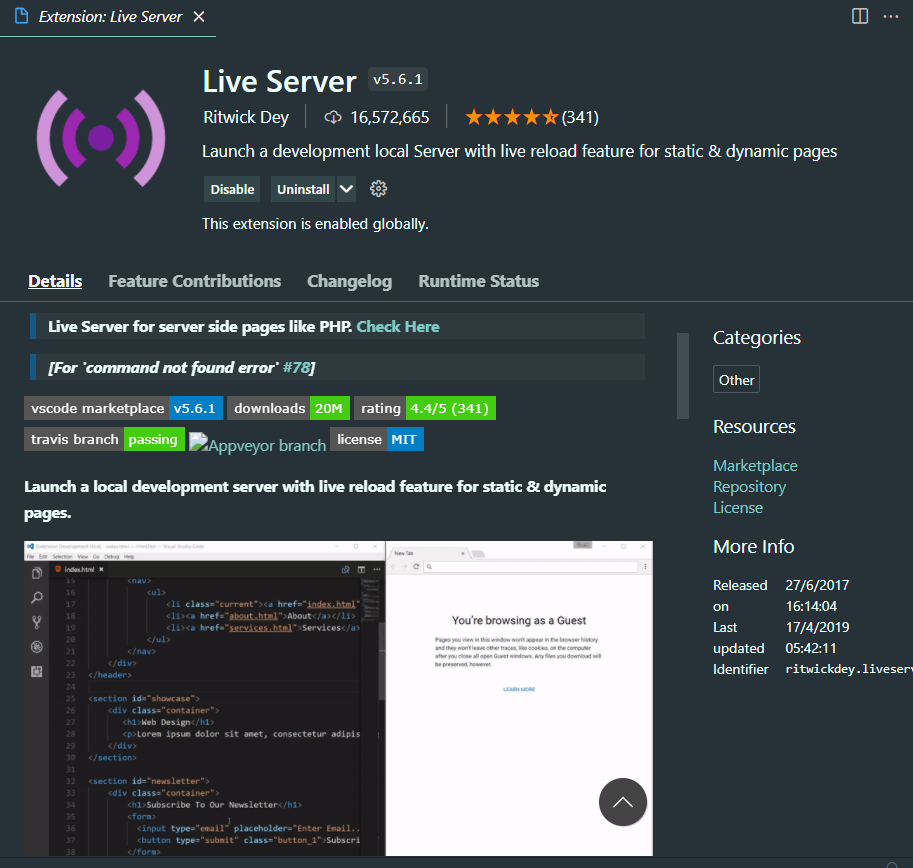 Extension: Live Server
Live Server v5.6.1
Ritwick Dey 16,572,665 (341)
Launch a development local Server with live reload feature for static & dynamic pages
Disable Uninstall
This extension is enabled globally.
Details Feature Contributions Changelog Runtime Status
Live Server for server side pages like PHP. Check Here
[For 'command not found error' #78]
vscode marketplace v5.6.1 downloads 20M rating 4.4/5 (341)
travis branch passing Appveyor branch license MIT
Launch a local development server with live reload feature for static & dynamic
pages.
File Edit Selection View Go Debug Help
index.html
15 <nav>
16 <ul>
17 <li class="current"><a href="index.html"
18 <li><a href="about.html">About</a></li>
19 <li><a href="services.html">Services</a>
20 </ul>
21 </nav>
22 </div>
23 </header>
24
25 <section id="showcase">
26 <div class="container">
27 <h1>Web Design</h1>
28 <p>Lorem ipsum dolor sit amet, consectetur adipis
29 </div>
30 </section>
31
32 <section id="newsletter">
33 <div class="container">
34 <h1>Subscribe To Our Newsletter</h1>
35 <form>
36 <input type="email" placeholder="Enter Email..
37 <button type="submit" class="button_1">Subscri
38 </form>
New Tab
You're browsing as a Guest
Pages you view in this window won't appear in the browser history
and they won't leave other traces, like cookies, on the computer
after you close all open Guest windows. Any files you download will
be preserved, however.
LEARN MORE
Categories
Other
Resources
Marketplace
Repository
License
More Info
Released 27/6/2017
on 16:14:04
Last 17/4/2019
updated 05:42:11
Identifier ritwickdey.liveserv